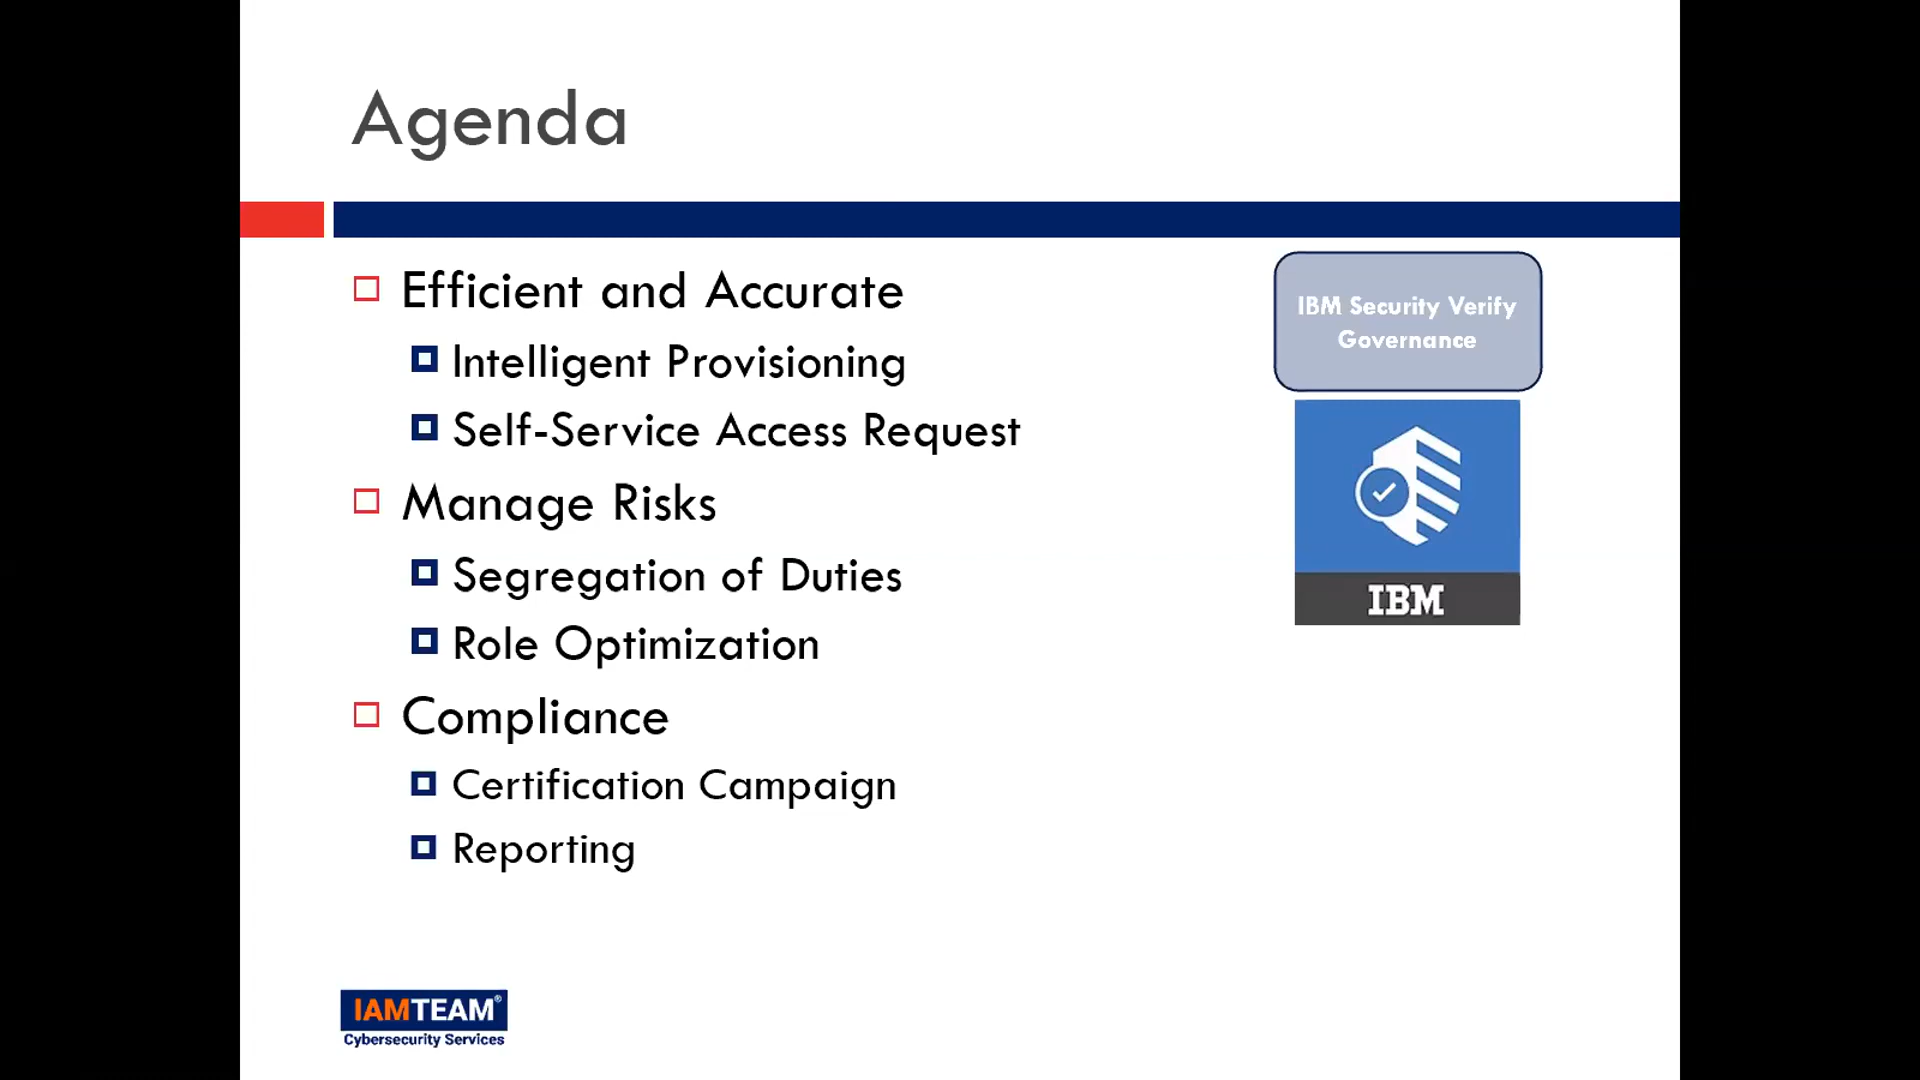 Agenda
Efficient and Accurate
Intelligent Provisioning
Self-Service Access Request
Manage Risks
Segregation of Duties
Role Optimization
Compliance
Certification Campaign
Reporting
IBM Security Verify
Governance
IBM
IAMTEAM®
Cybersecurity Services